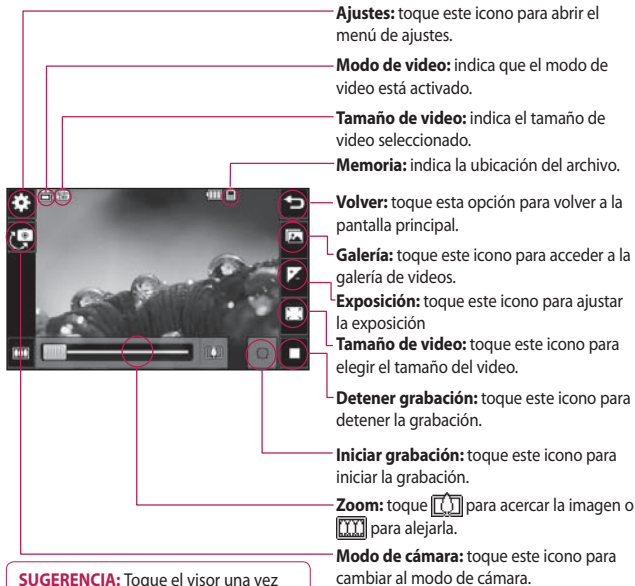 Ajustes: toque este icono para abrir el
menú de ajustes.
Modo de video: indica que el modo de
video está activado.
Tamaño de video: indica el tamaño de
video seleccionado.
Memoria: indica la ubicación del archivo.
Volver: toque esta opción para volver a la
pantalla principal.
Galería: toque este icono para acceder a la
galería de videos.
Exposición: toque este icono para ajustar
la exposición
Tamaño de video: toque este icono para
elegir el tamaño del video.
Detener grabación: toque este icono para
detener la grabación.
Iniciar grabación: toque este icono para
iniciar la grabación.
Zoom: toque para acercar la imagen o
para alejarla.
Modo de cámara: toque este icono para
cambiar al modo de cámara.
SUGERENCIA: Toque el visor una vez